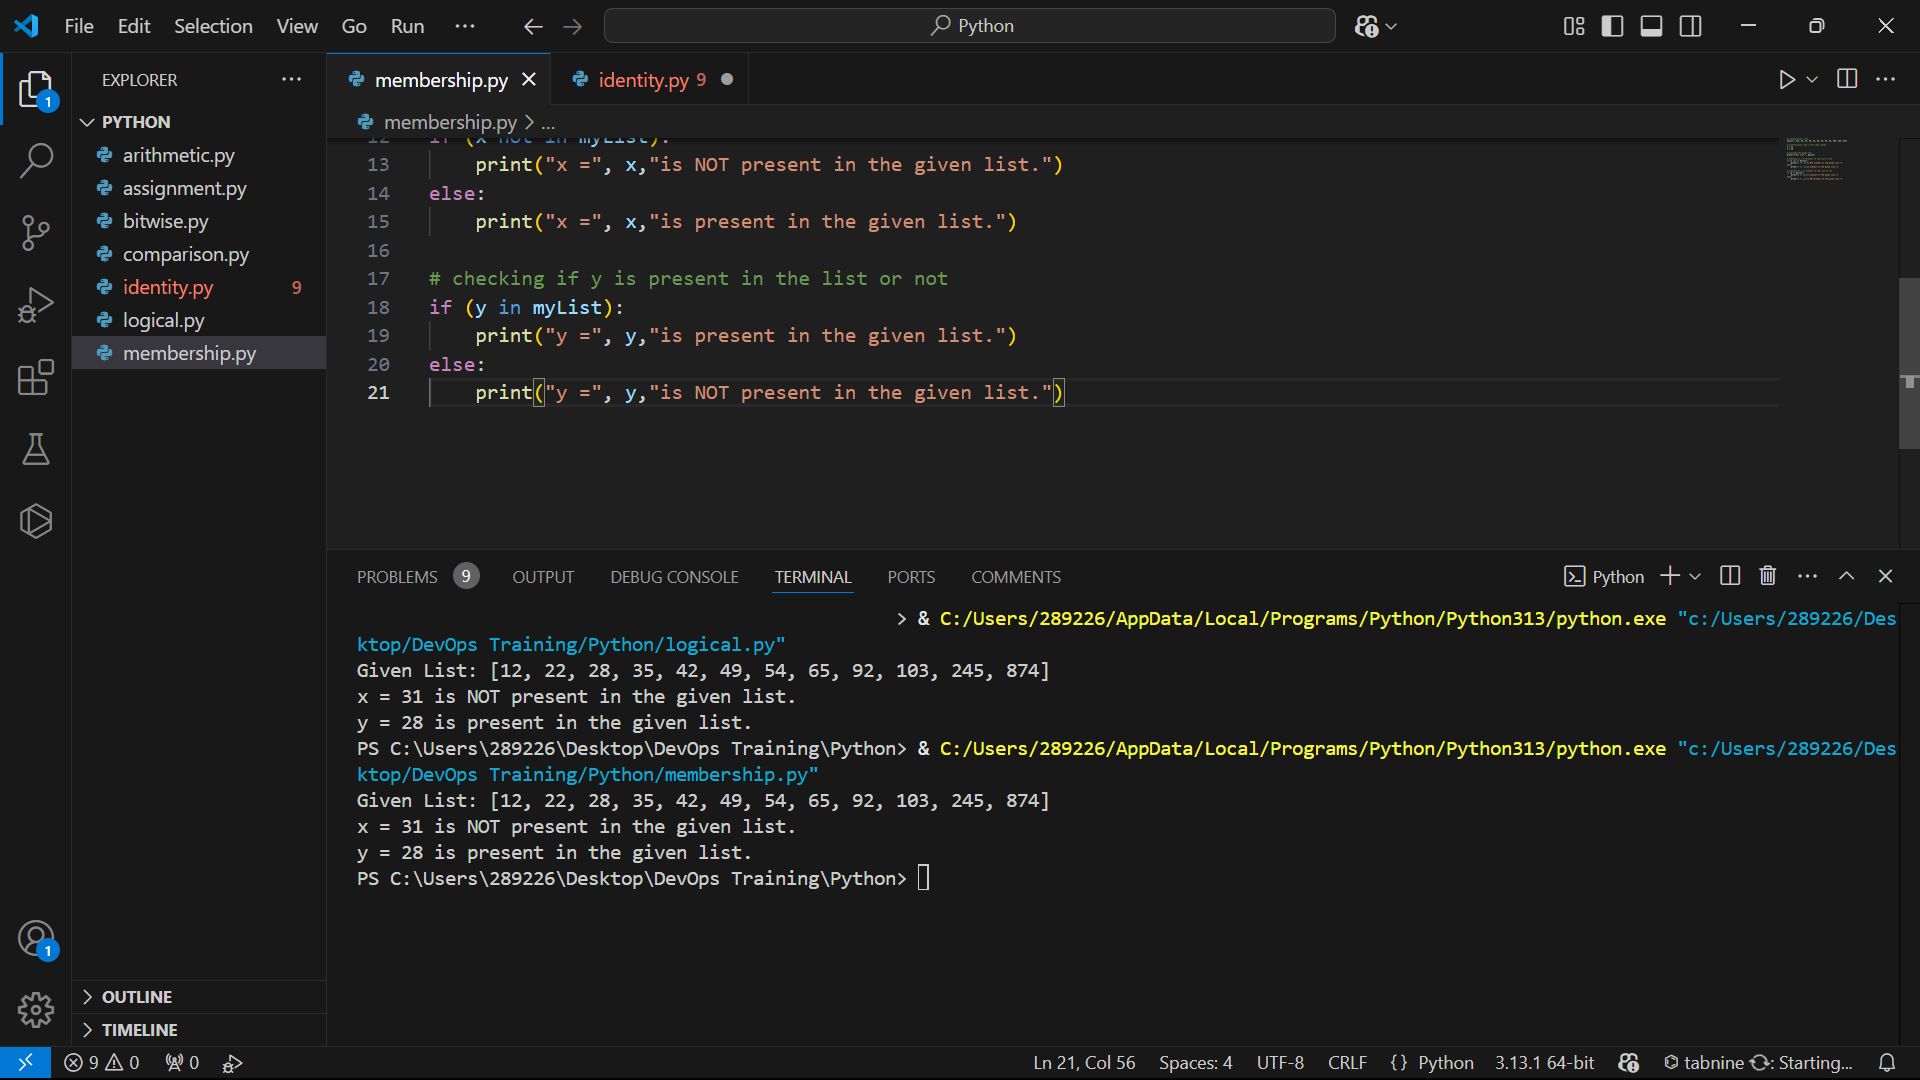 File Edit Selection View Go Run ··· Python
EXPLORER ···
PYTHON
arithmetic.py
assignment.py
bitwise.py
comparison.py
identity.py 9
logical.py
membership.py
OUTLINE
TIMELINE
1
1
membership.py identity.py 9
membership.py > ...
12 if (x not in myList):
13 print("x =", x,"is NOT present in the given list.")
14 else:
15 print("x =", x,"is present in the given list.")
16
17 # checking if y is present in the list or not
18 if (y in myList):
19 print("y =", y,"is present in the given list.")
20 else:
21 print("y =", y,"is NOT present in the given list.")
PROBLEMS 9 OUTPUT DEBUG CONSOLE TERMINAL PORTS COMMENTS Python
> & C:/Users/289226/AppData/Local/Programs/Python/Python313/python.exe "c:/Users/289226/Des
ktop/DevOps Training/Python/logical.py"
Given List: [12, 22, 28, 35, 42, 49, 54, 65, 92, 103, 245, 874]
x = 31 is NOT present in the given list.
y = 28 is present in the given list.
PS C:\Users\289226\Desktop\DevOps Training\Python> & C:/Users/289226/AppData/Local/Programs/Python/Python313/python.exe "c:/Users/289226/Des
ktop/DevOps Training/Python/membership.py"
Given List: [12, 22, 28, 35, 42, 49, 54, 65, 92, 103, 245, 874]
x = 31 is NOT present in the given list.
y = 28 is present in the given list.
PS C:\Users\289226\Desktop\DevOps Training\Python>
9 0 0 Ln 21, Col 56 Spaces: 4 UTF-8 CRLF {} Python 3.13.1 64-bit tabnine : Starting...